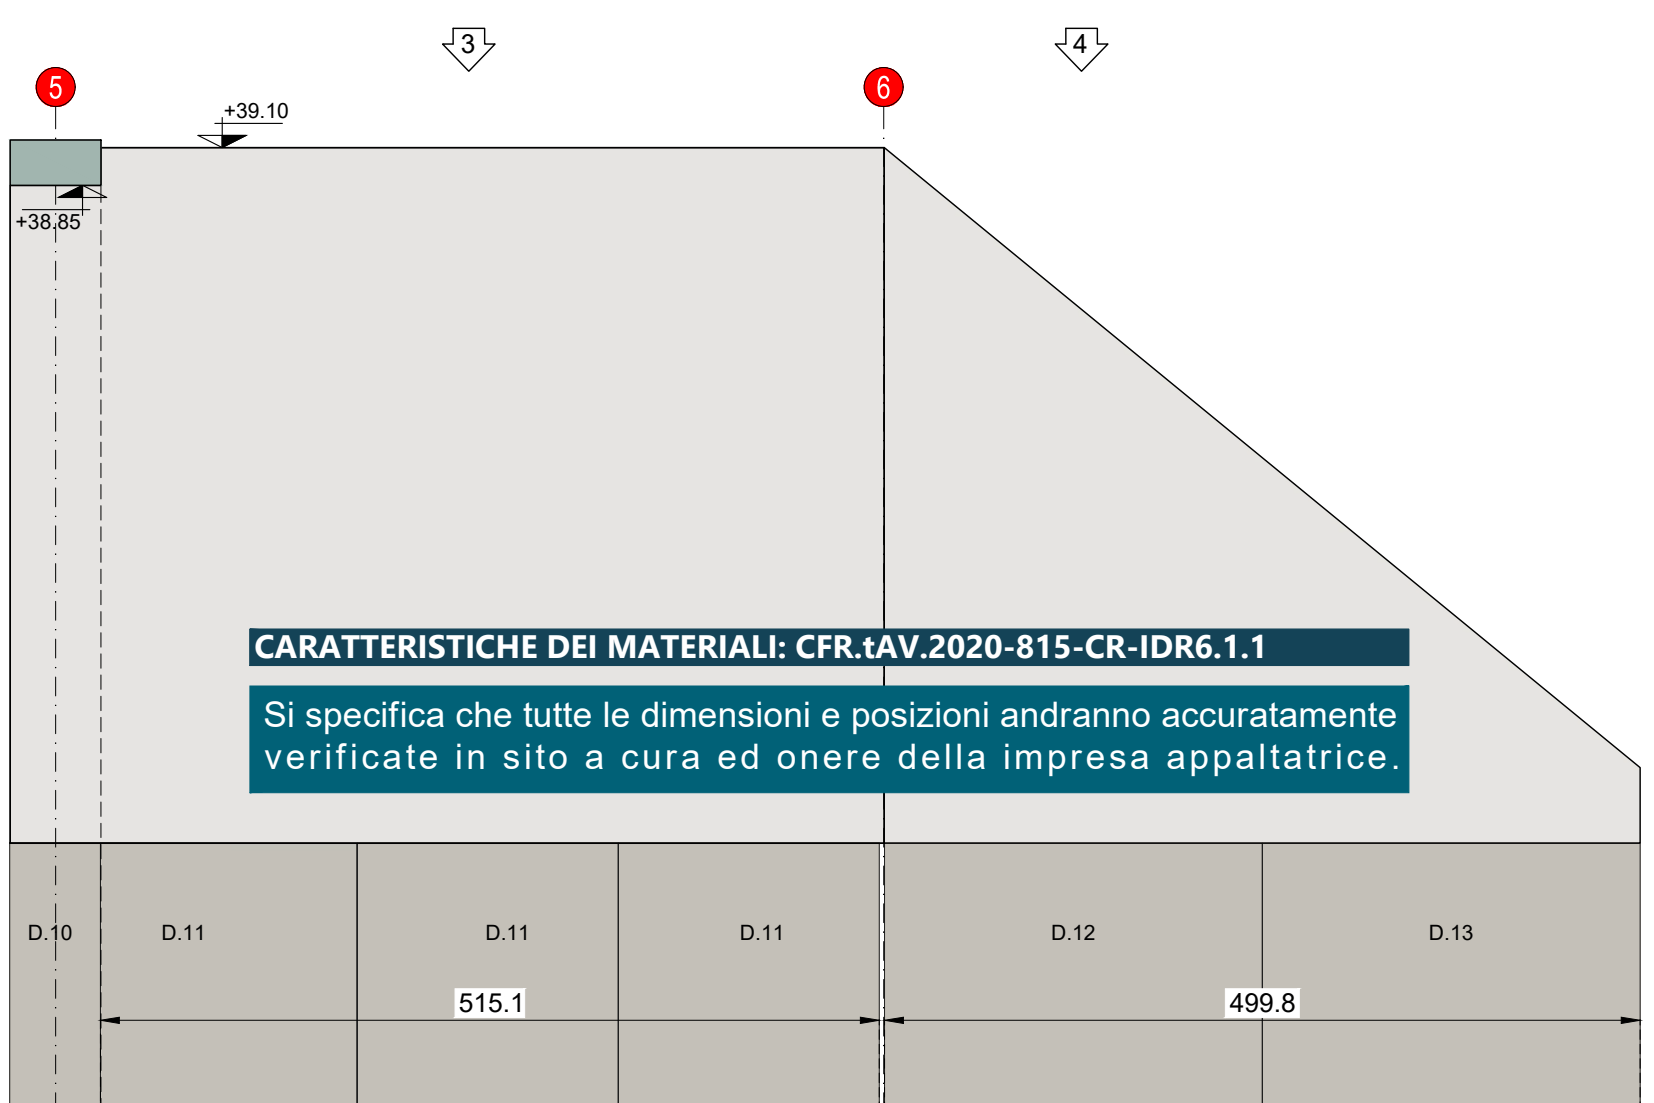 3
4
5
6
+39.10
+38.85
CARATTERISTICHE DEI MATERIALI: CFR.tAV.2020-815-CR-IDR6.1.1
Si specifica che tutte le dimensioni e posizioni andranno accuratamente
verificate in sito a cura ed onere della impresa appaltatrice.
D.10 D.11 D.11 D.11 D.12 D.13
515.1 499.8